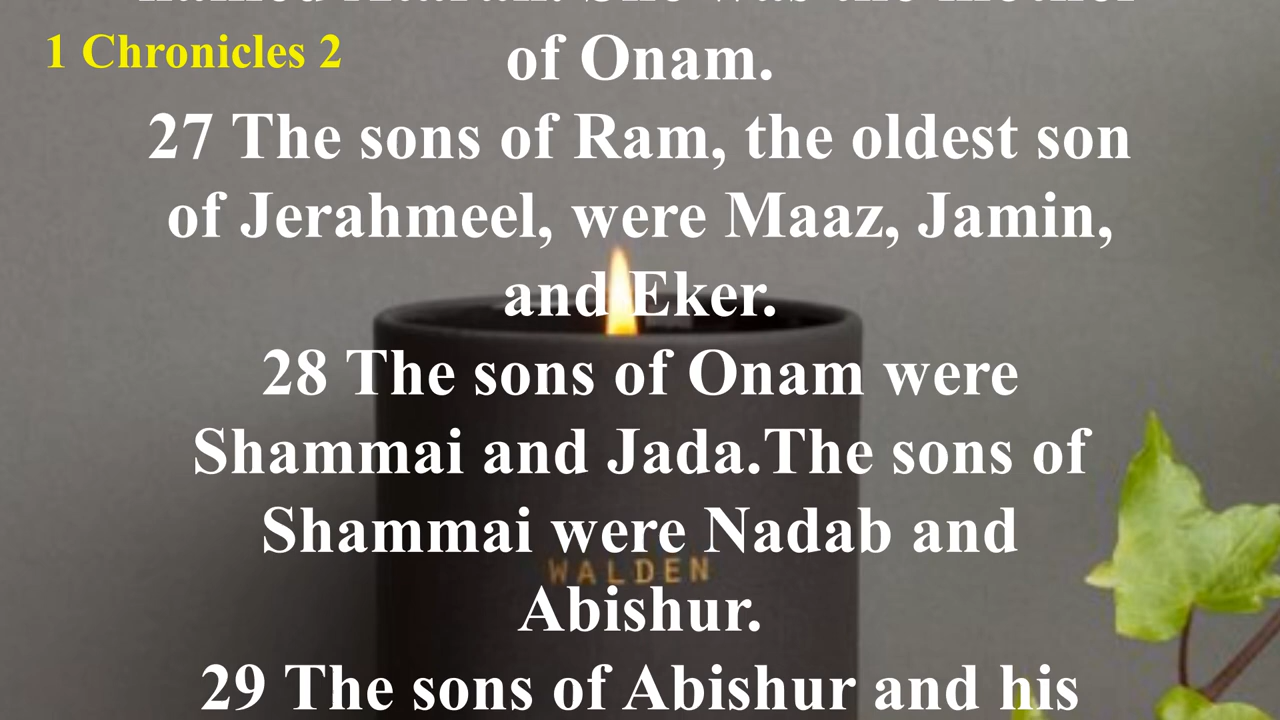 1 Chronicles 2
of Onam.
27 The sons of Ram, the oldest son
of Jerahmeel, were Maaz, Jamin,
and Eker.
28 The sons of Onam were
Shammai and Jada.The sons of
Shammai were Nadab and
WALDEN
Abishur.
29 The sons of Abishur and his